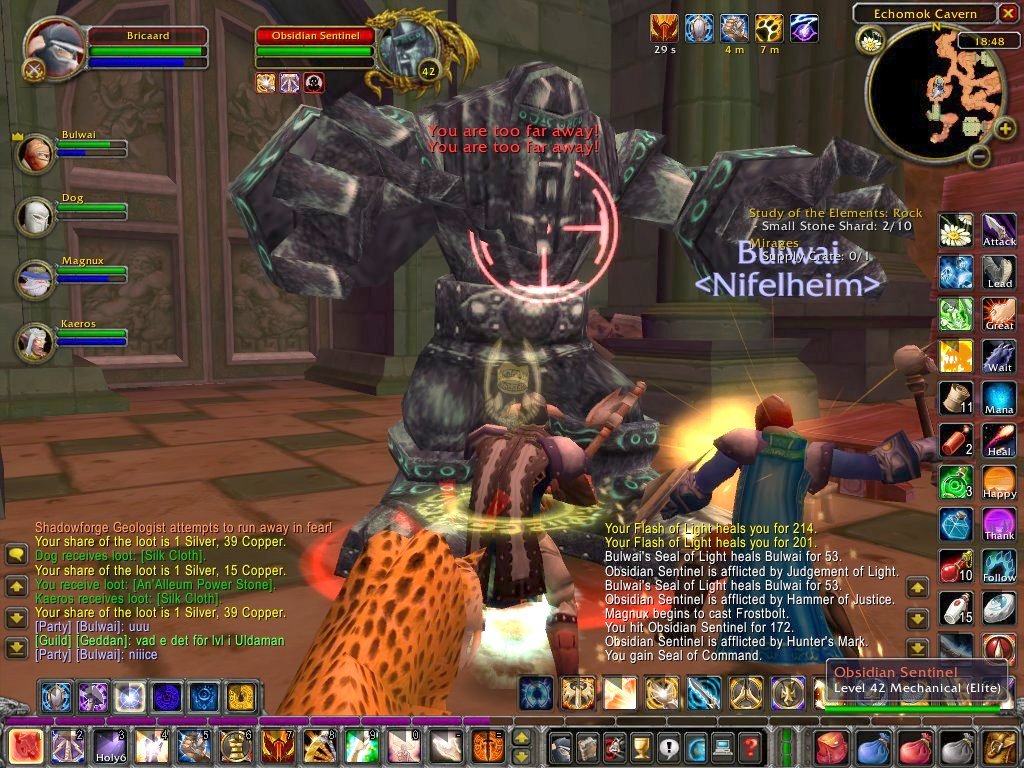 Bricaard
Obsidian Sentinel
42
29 s
4 m
7 m
Echomok Cavern
N
18:48
Bulwai
Dog
Magnux
Kaeros
You are too far away!
You are too far away!
Study of the Elements: Rock
- Small Stone Shard: 2/10
Mirages
- Supply Crate: 0/1
Bulwai
<Nifelheim>
Attack
Lead
Great
Wait
11
Mana
2
Heal
3
Happy
Thank
10
Follow
15
Shadowforge Geologist attempts to run away in fear!
Your share of the loot is 1 Silver, 39 Copper.
Dog receives loot: [Silk Cloth].
Your share of the loot is 1 Silver, 15 Copper.
You receive loot: [An'Alleum Power Stone].
Kaeros receives loot: [Silk Cloth].
Your share of the loot is 1 Silver, 39 Copper.
[Party] [Bulwai]: uuu
[Guild] [Geddan]: vad e det för lvl i Uldaman
[Party] [Bulwai]: niiice
Your Flash of Light heals you for 214.
Your Flash of Light heals you for 201.
Bulwai's Seal of Light heals Bulwai for 53.
Obsidian Sentinel is afflicted by Judgement of Light.
Bulwai's Seal of Light heals Bulwai for 53.
Obsidian Sentinel is afflicted by Hammer of Justice.
Magnux begins to cast Frostbolt.
You hit Obsidian Sentinel for 172.
Obsidian Sentinel is afflicted by Hunter's Mark.
You gain Seal of Command.
Obsidian Sentinel
Level 42 Mechanical (Elite)
2
3
4
5
6
7
8
9
0
-
=
Holy6